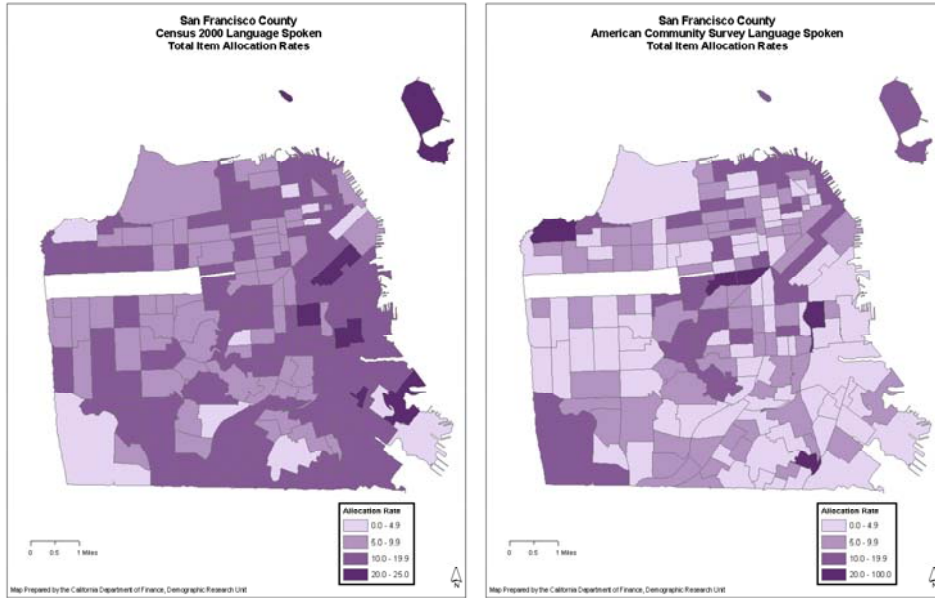 San Francisco County
Census 2000 Language Spoken
Total Item Allocation Rates
Allocation Rate
0.0 - 4.9
5.0 - 9.9
10.0 - 19.9
20.0 - 25.0
0 0.5 1 Miles
N
Map Prepared by the California Department of Finance, Demographic Research Unit
San Francisco County
American Community Survey Language Spoken
Total Item Allocation Rates
Allocation Rate
0.0 - 4.9
5.0 - 9.9
10.0 - 19.9
20.0 - 100.0
0 0.5 1 Miles
N
Map Prepared by the California Department of Finance, Demographic Research Unit